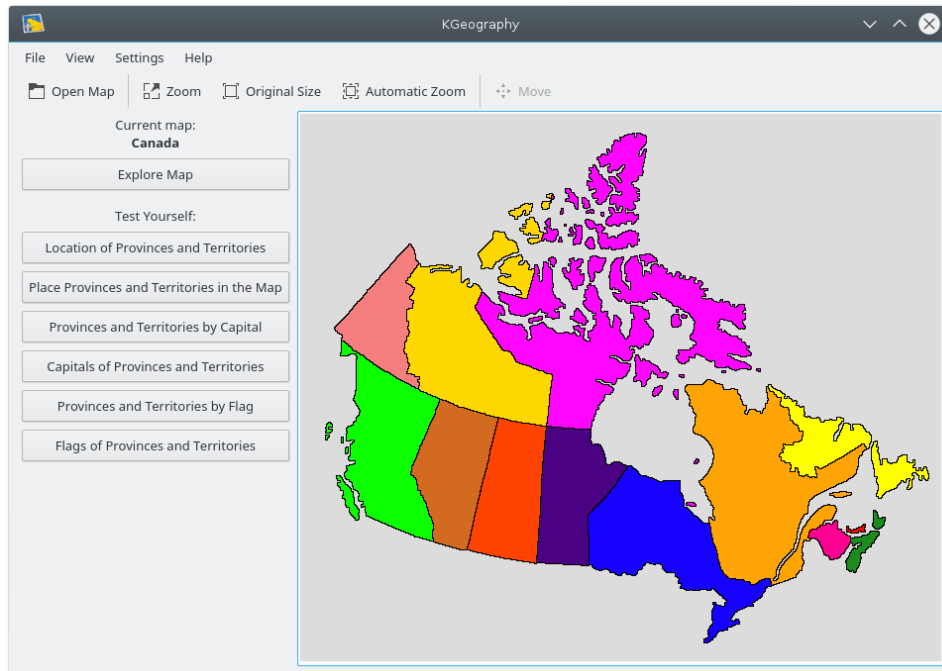 KGeography
File View Settings Help
Open Map Zoom Original Size Automatic Zoom Move
Current map:
Canada
Explore Map
Test Yourself:
Location of Provinces and Territories
Place Provinces and Territories in the Map
Provinces and Territories by Capital
Capitals of Provinces and Territories
Provinces and Territories by Flag
Flags of Provinces and Territories